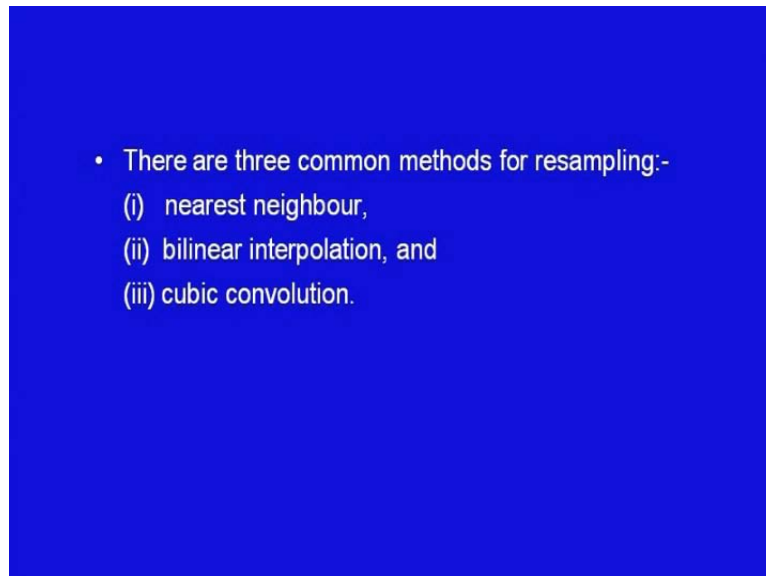 • There are three common methods for resampling:-
(i) nearest neighbour,
(ii) bilinear interpolation, and
(iii) cubic convolution.